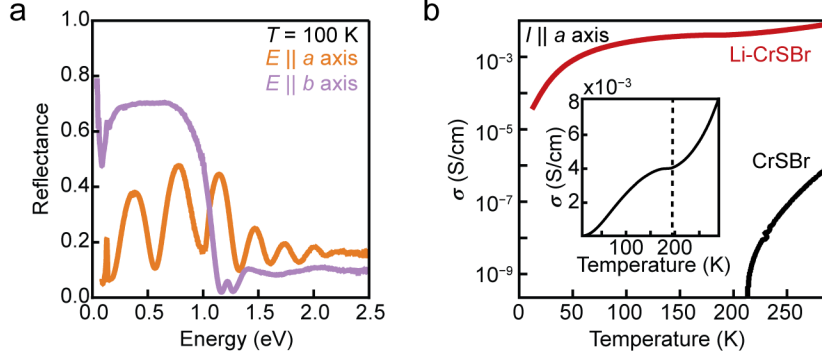 a
T = 100 K
E || a axis
E || b axis
Reflectance
1.0
0.8
0.6
0.4
0.2
0.0
0.0 0.5 1.0 1.5 2.0 2.5
Energy (eV)
b
I || a axis
Li-CrSBr
CrSBr
σ (S/cm)
10⁻³
10⁻⁵
10⁻⁷
10⁻⁹
0 50 100 150 200 250
Temperature (K)
×10⁻³
8
6
4
2
σ (S/cm)
100 200
Temperature (K)